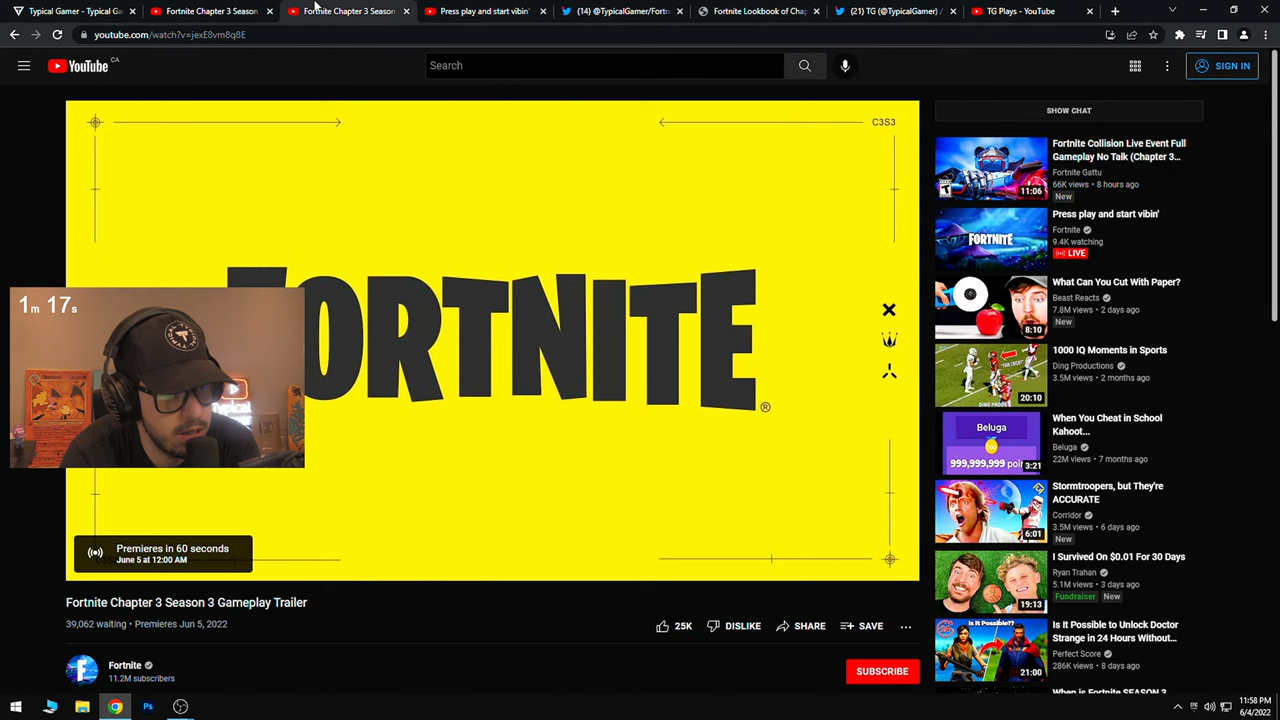 Typical Gamer - Typical Ga
Fortnite Chapter 3 Season
Fortnite Chapter 3 Season
Press play and start vibin'
(14) @TypicalGamer/Fortn
Fortnite Lookbook of Cha
(21) TG (@TypicalGamer) /
TG Plays - YouTube
youtube.com/watch?v=jexE8vm8q8E
YouTube CA
Search
SIGN IN
C3S3
FORTNITE®
1m 17s
Premieres in 60 seconds
June 5 at 12:00 AM
Fortnite Chapter 3 Season 3 Gameplay Trailer
39,062 waiting • Premieres Jun 5, 2022
25K
DISLIKE
SHARE
SAVE
Fortnite
11.2M subscribers
SUBSCRIBE
SHOW CHAT
11:06
Fortnite Collision Live Event Full
Gameplay No Talk (Chapter 3...
Fortnite Gattu
66K views • 8 hours ago
New
FORTNITE
Press play and start vibin'
Fortnite
9.4K watching
LIVE
8:10
What Can You Cut With Paper?
Beast Reacts
7.8M views • 2 days ago
New
20:10
1000 IQ Moments in Sports
Ding Productions
3.5M views • 2 months ago
Beluga
999,999,999 poi
3:21
When You Cheat in School
Kahoot...
Beluga
22M views • 7 months ago
6:01
Stormtroopers, but They're
ACCURATE
Corridor
3.5M views • 6 days ago
New
19:13
I Survived On $0.01 For 30 Days
Ryan Trahan
5.1M views • 3 days ago
Fundraiser
New
Is It Possible?
21:00
Is it Possible to Unlock Doctor
Strange in 24 Hours Without...
Perfect Score
286K views • 8 days ago
When is Fortnite SEASON 3
11:58 PM
6/4/2022